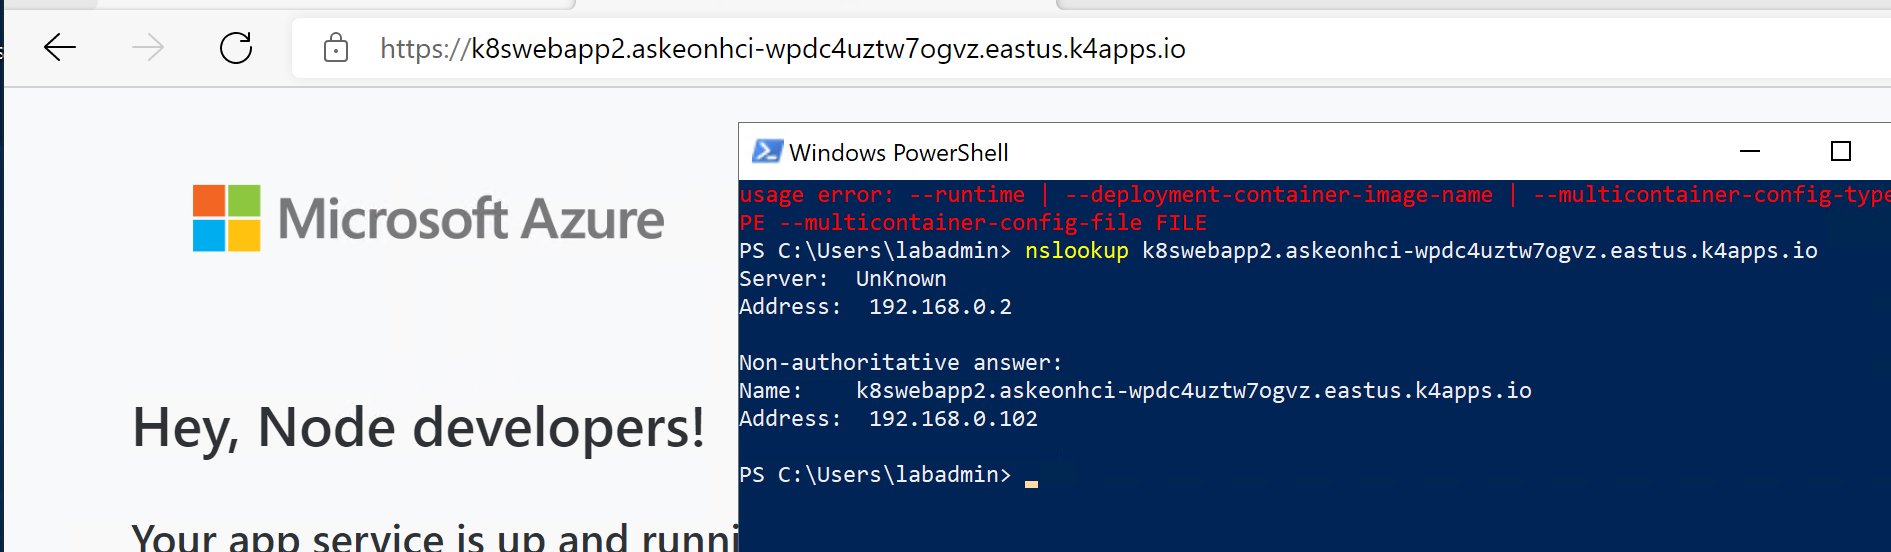 https://k8swebapp2.askeonhci-wpdc4uztw7ogvz.eastus.k4apps.io
Microsoft Azure
Hey, Node developers!
Your app service is up and
Windows PowerShell
usage error: --runtime | --deployment-container-image-name | --multicontainer-config-type
PE --multicontainer-config-file FILE
PS C:\Users\labadmin> nslookup k8swebapp2.askeonhci-wpdc4uztw7ogvz.eastus.k4apps.io
Server:  UnKnown
Address:  192.168.0.2
Non-authoritative answer:
Name:    k8swebapp2.askeonhci-wpdc4uztw7ogvz.eastus.k4apps.io
Address:  192.168.0.102
PS C:\Users\labadmin>